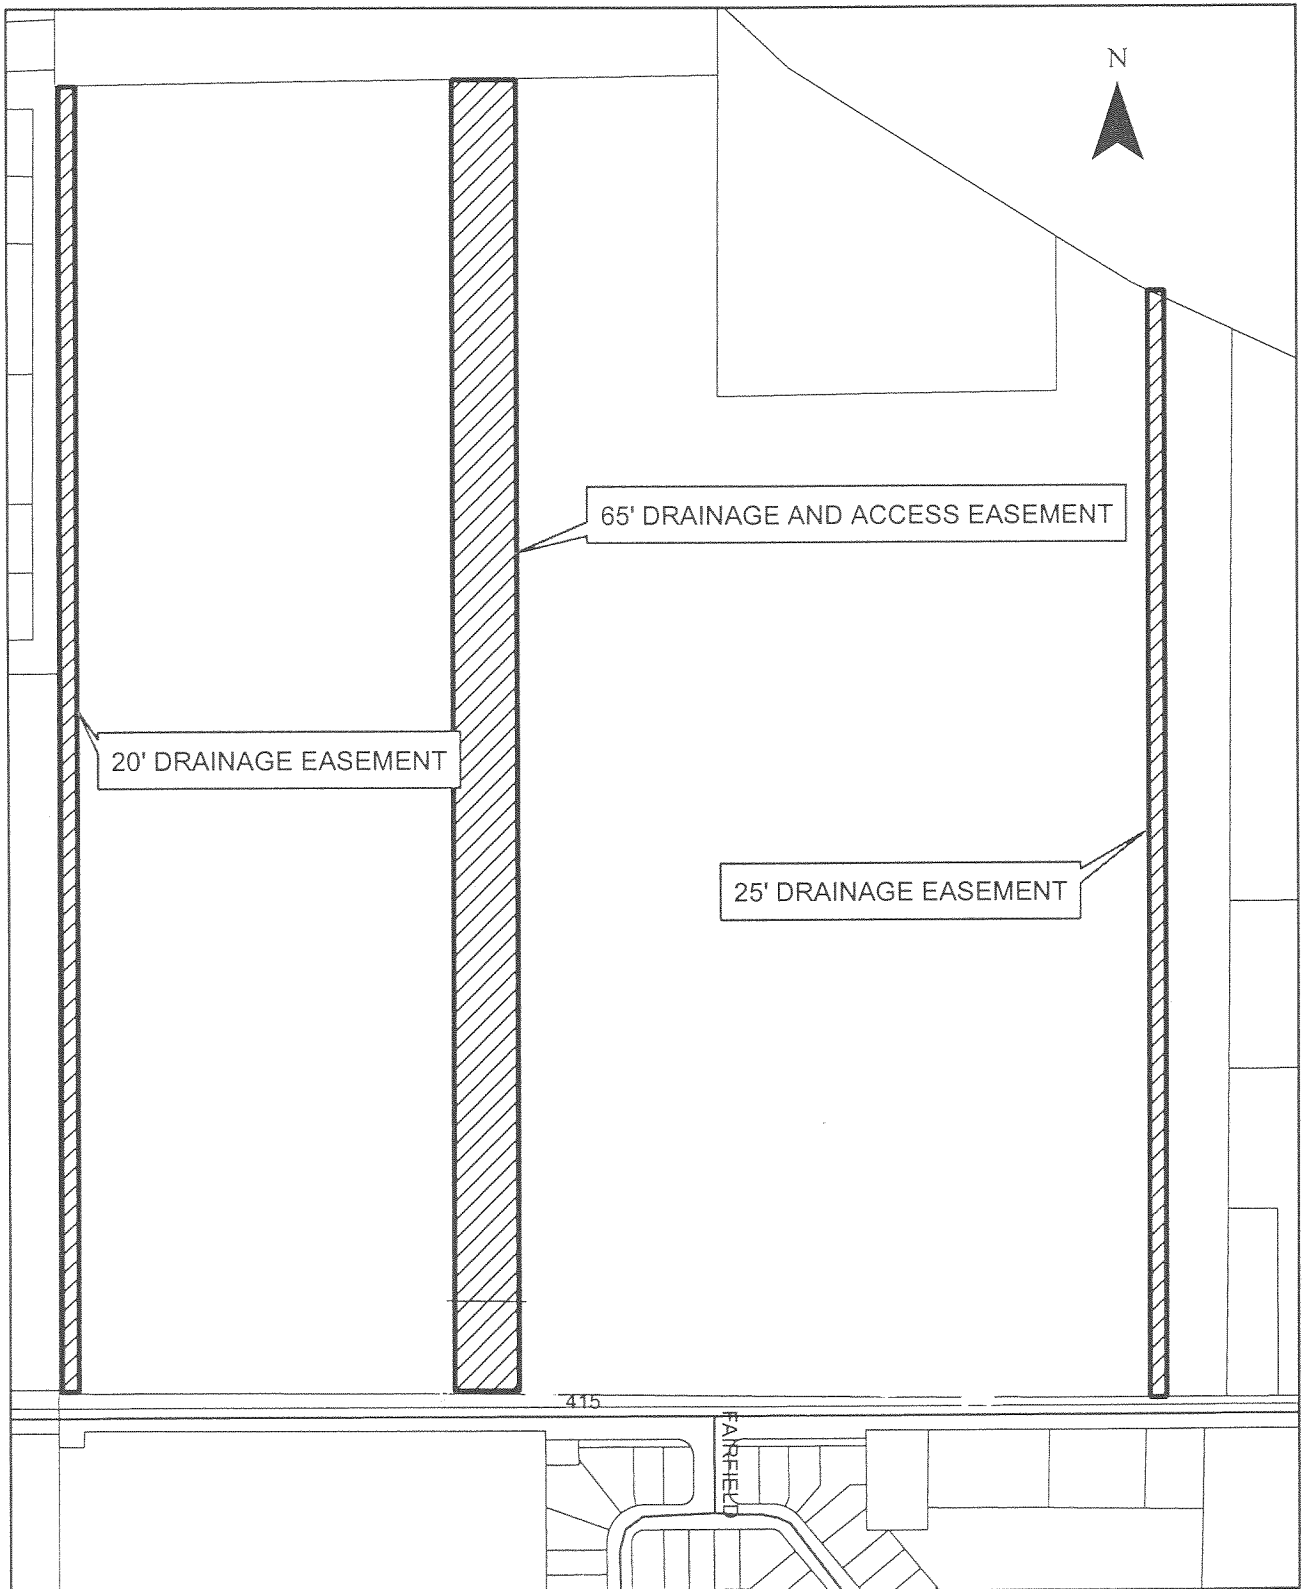 N
65' DRAINAGE AND ACCESS EASEMENT
20' DRAINAGE EASEMENT
25' DRAINAGE EASEMENT
415
FAIRFIELD